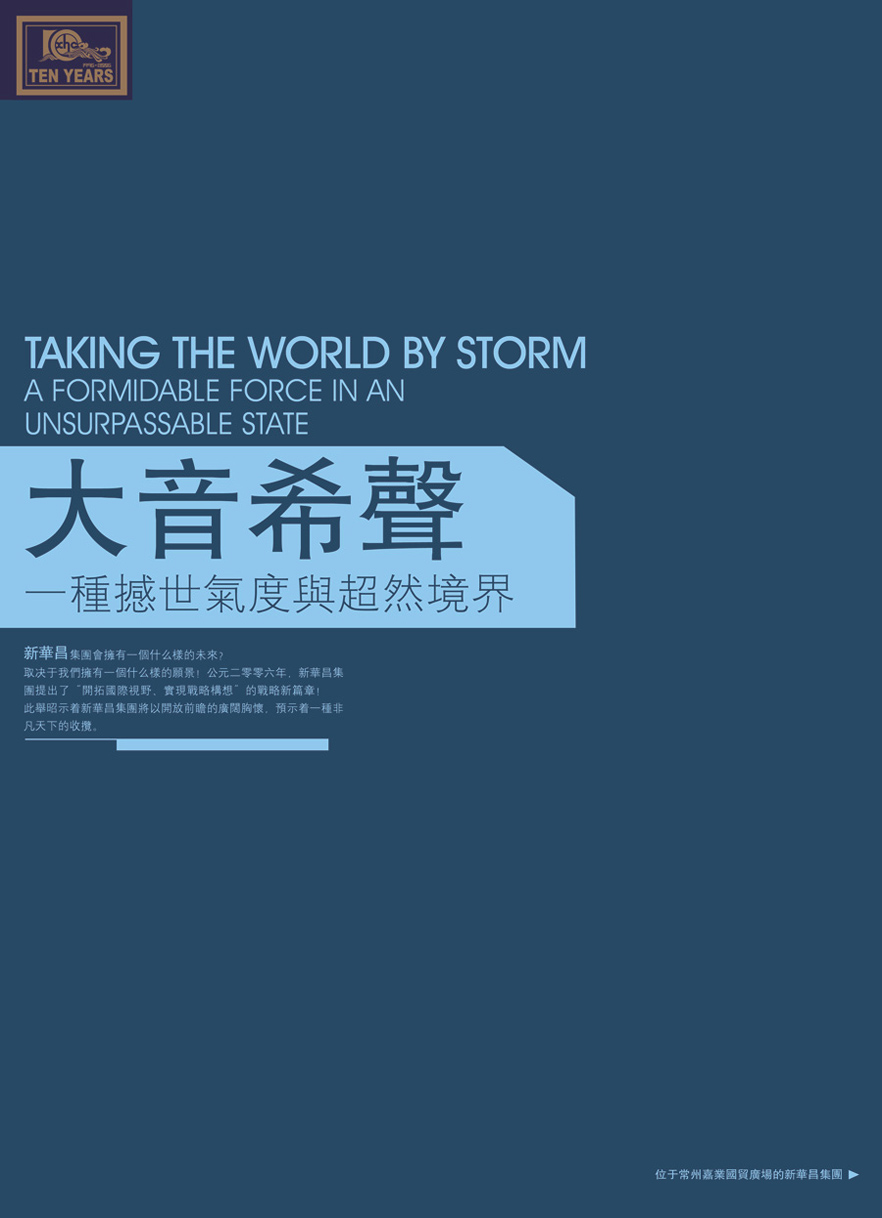 xhc
TEN YEARS
TAKING THE WORLD BY STORM
A FORMIDABLE FORCE IN AN
UNSURPASSABLE STATE
大音希聲
一種撼世氣度與超然境界
新華昌集團會擁有一個什么樣的未來?
取决于我們擁有一個什么樣的願景! 公元二零零六年，新華昌集
團提出了“開拓國際視野、實現戰略構想”的戰略新篇章!
此舉昭示着新華昌集團將以開放前瞻的廣闊胸懷，預示着一種非
凡天下的收攬。
位于常州嘉業國貿廣場的新華昌集團 ▶